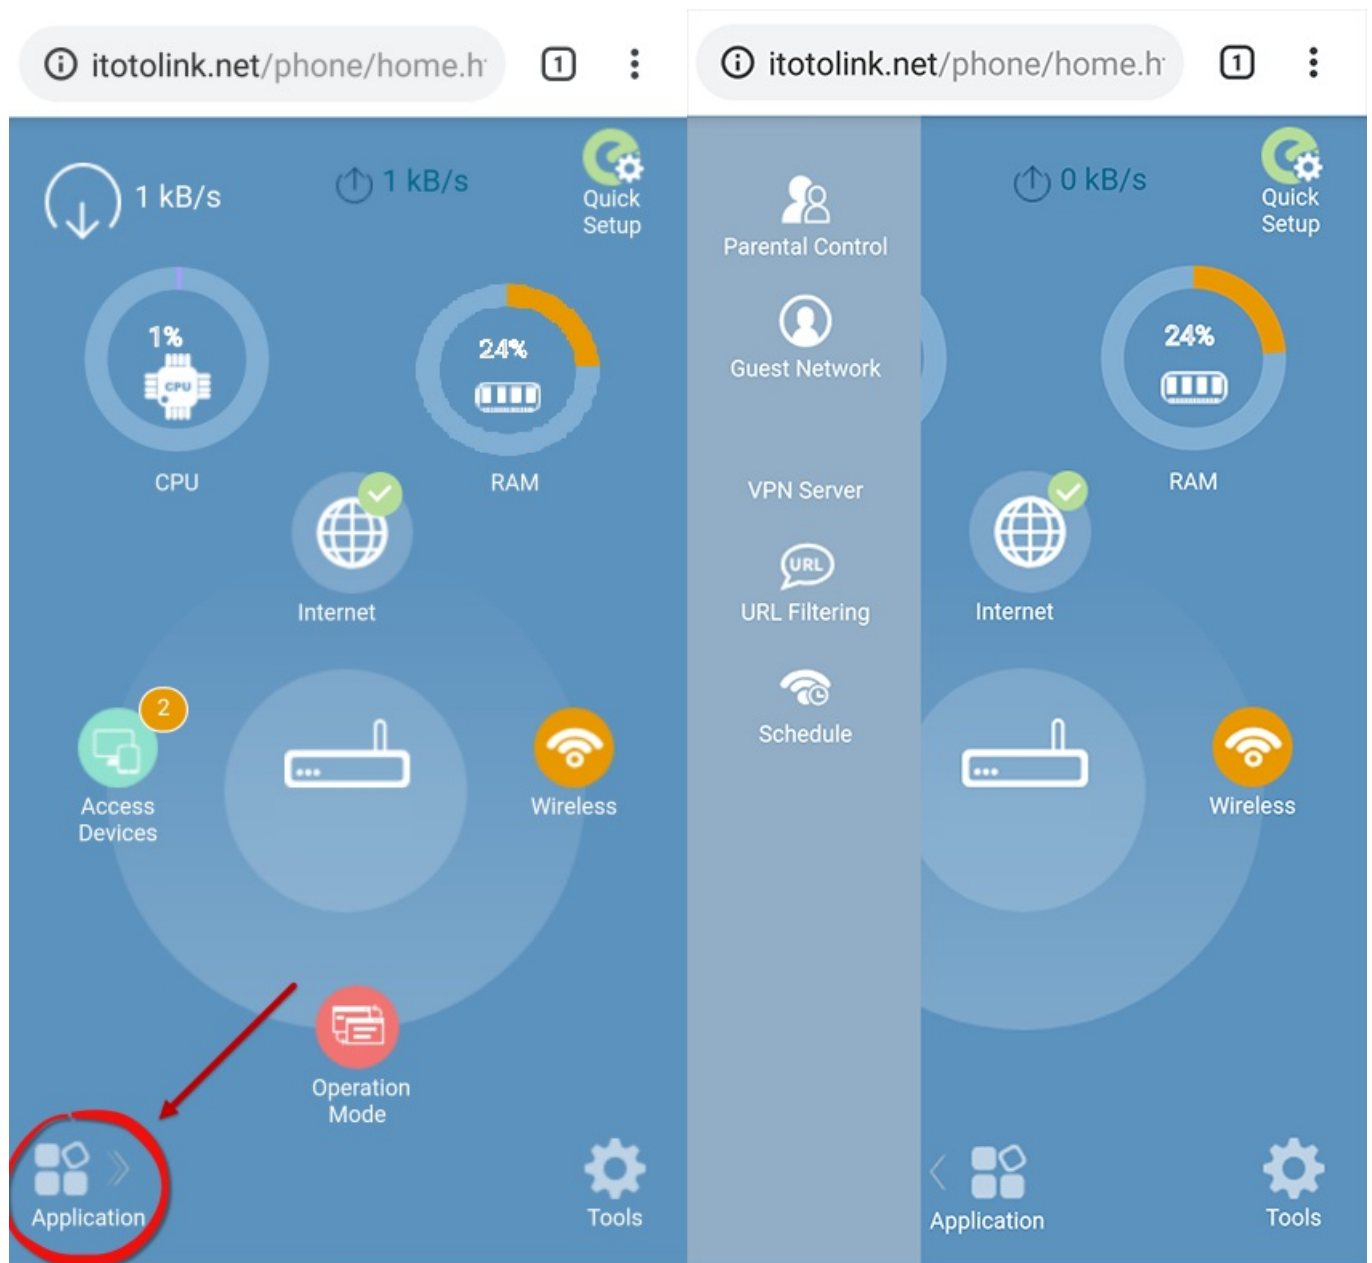 itotolink.net/phone/home.h
1
1 kB/s
1 kB/s
Quick
Setup
1%
CPU
CPU
24%
RAM
Internet
2
Access
Devices
Wireless
Operation
Mode
Application
Tools
itotolink.net/phone/home.h
1
Parental Control
Guest Network
VPN Server
URL
URL Filtering
Schedule
0 kB/s
Quick
Setup
24%
RAM
Internet
Wireless
Application
Tools